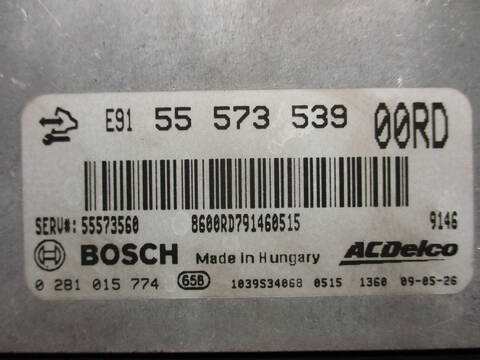 E91 55 573 539 00RD
SERV#: 55573560 8600RD791460515 9146
BOSCH Made in Hungary ACDelco
0 281 015 774 658 1039S34068 0515 1360 09-05-26